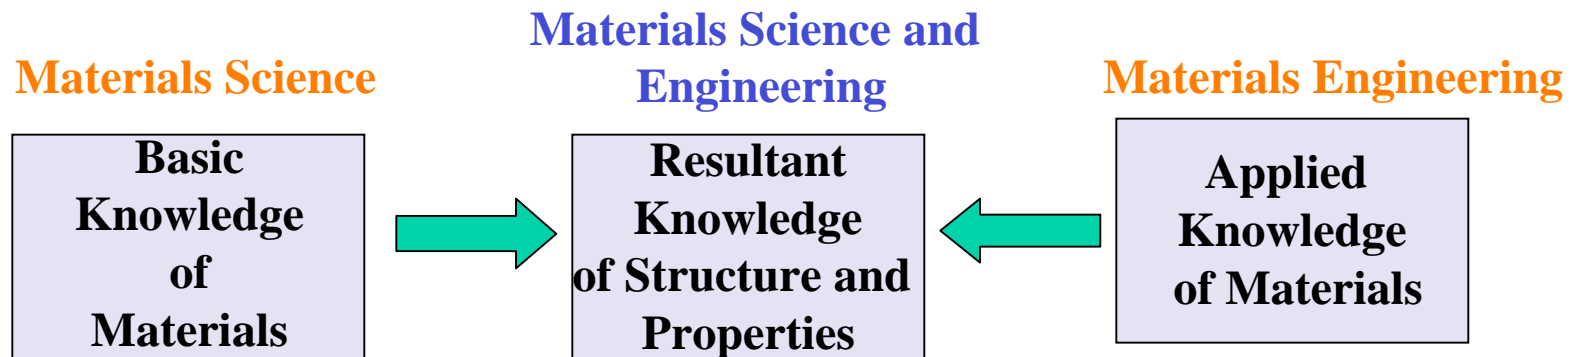 Materials Science and
Engineering
Materials Science
Materials Engineering
Basic
Knowledge
of
Materials
Resultant
Knowledge
of Structure and
Properties
Applied
Knowledge
of Materials